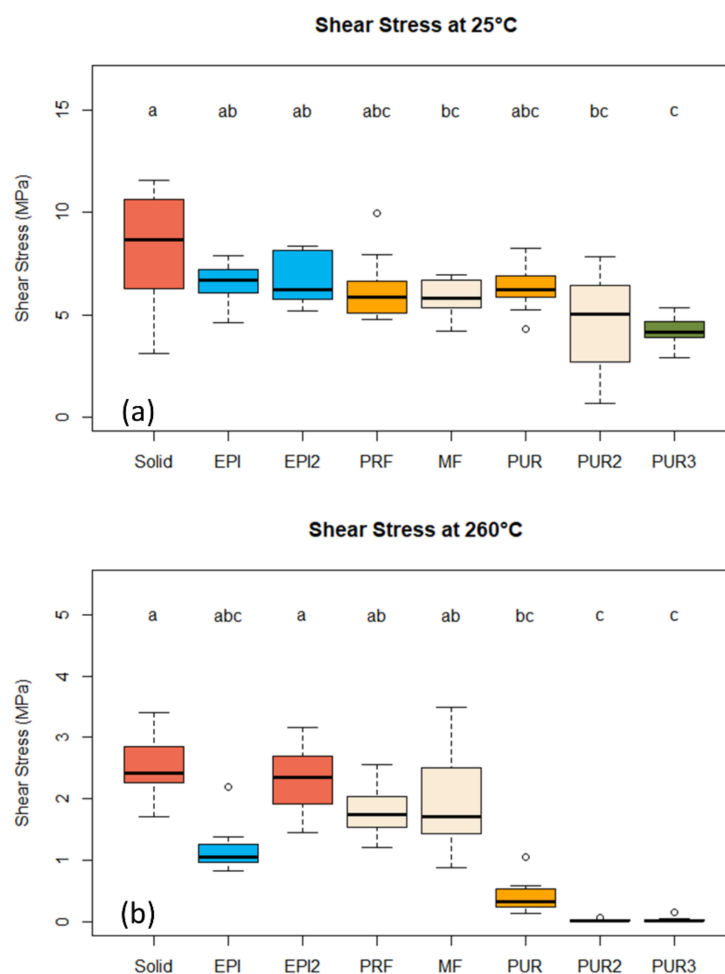 Shear Stress at 25°C
Shear Stress (MPa)
15
10
5
0
a ab ab abc bc abc bc c
(a)
Solid EPI EPI2 PRF MF PUR PUR2 PUR3
Shear Stress at 260°C
Shear Stress (MPa)
5
4
3
2
1
0
a abc a ab ab bc c c
(b)
Solid EPI EPI2 PRF MF PUR PUR2 PUR3